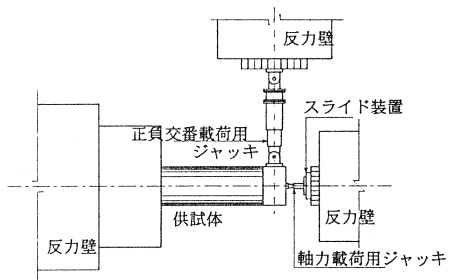 反力壁
スライド装置
正負交番載荷用
ジャッキ
供試体
反力壁
反力壁
軸力載荷用ジャッキ